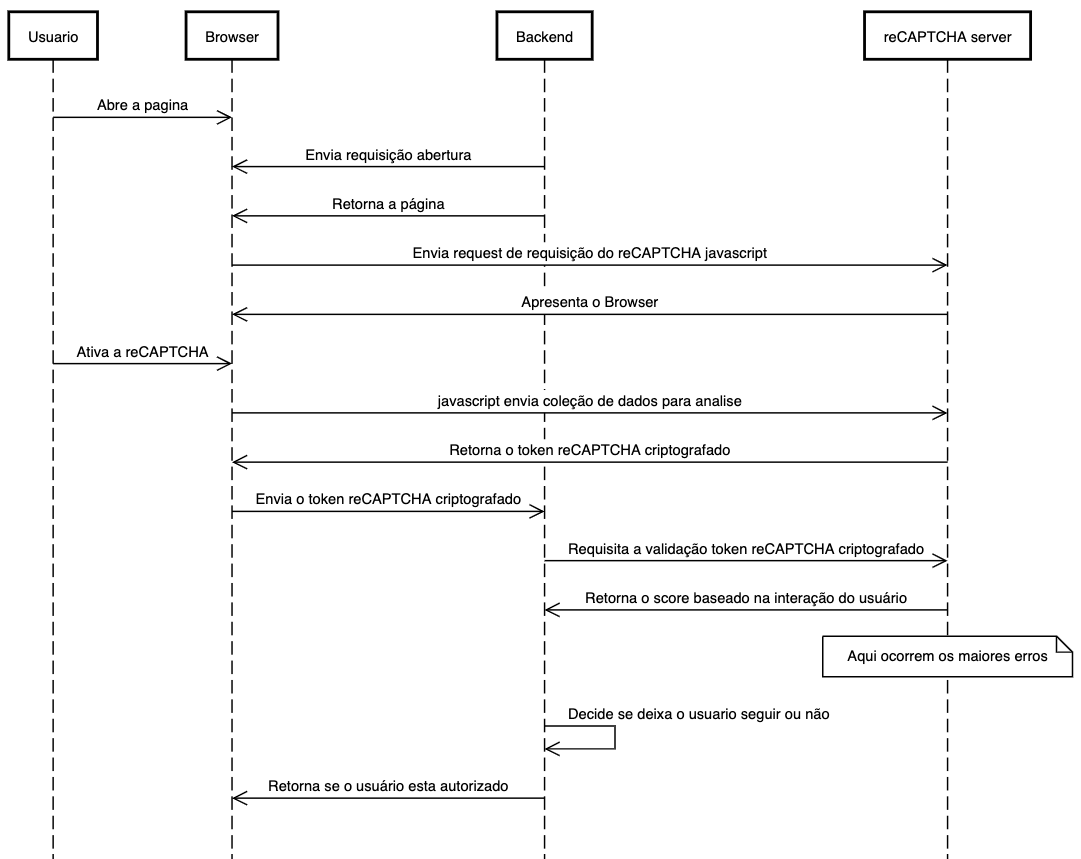 Usuario
Browser
Backend
reCAPTCHA server
Abre a pagina
Envia requisição abertura
Retorna a página
Envia request de requisição do reCAPTCHA javascript
Apresenta o Browser
Ativa a reCAPTCHA
javascript envia coleção de dados para analise
Retorna o token reCAPTCHA criptografado
Envia o token reCAPTCHA criptografado
Requisita a validação token reCAPTCHA criptografado
Retorna o score baseado na interação do usuário
Aqui ocorrem os maiores erros
Decide se deixa o usuario seguir ou não
Retorna se o usuário esta autorizado